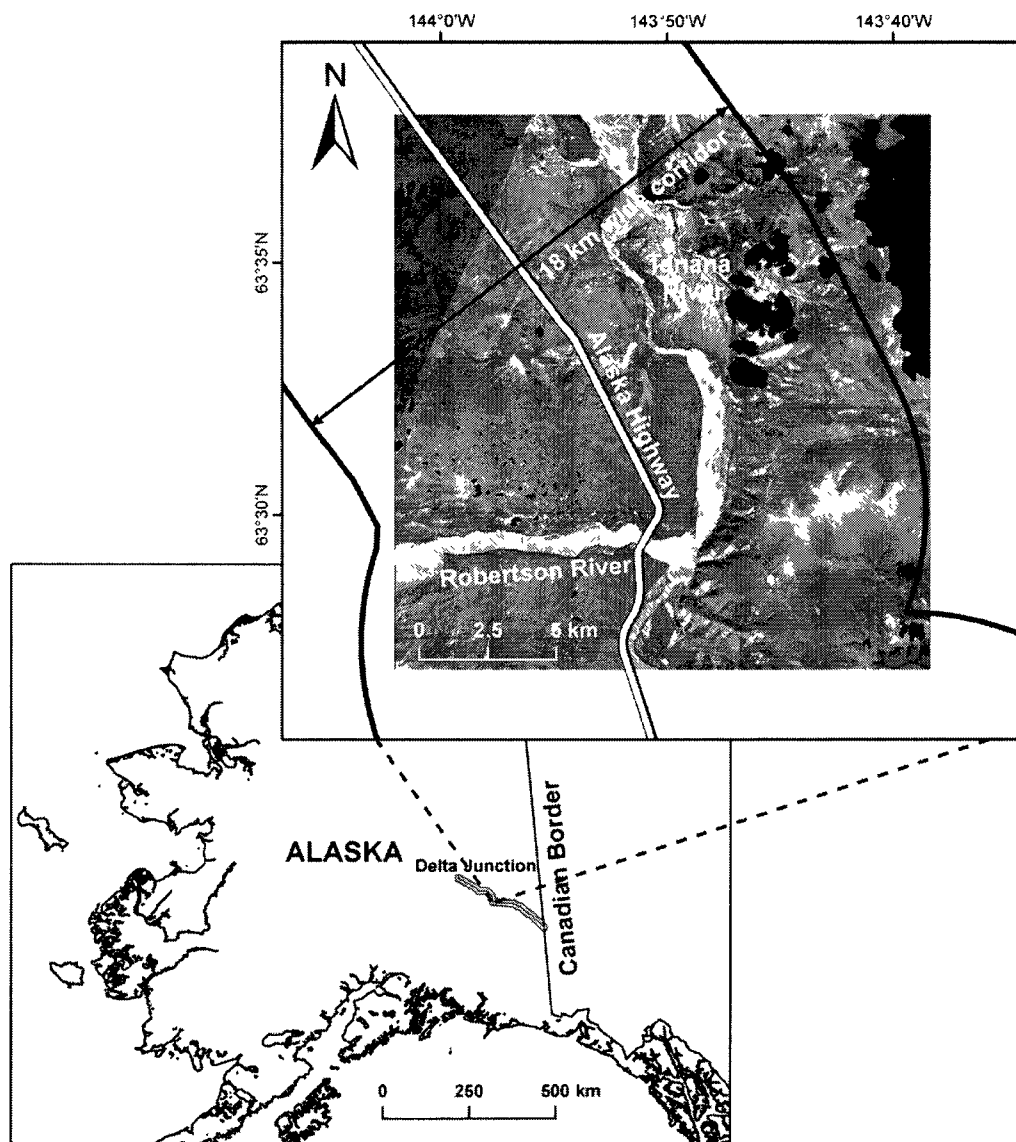 144°0'W
143°50'W
143°40'W
N
63°35'N
63°30'N
18 km wide corridor
Tanana
River
Alaska Highway
Robertson River
0 2.5 5 km
ALASKA
Delta Junction
Canadian Border
0 250 500 km